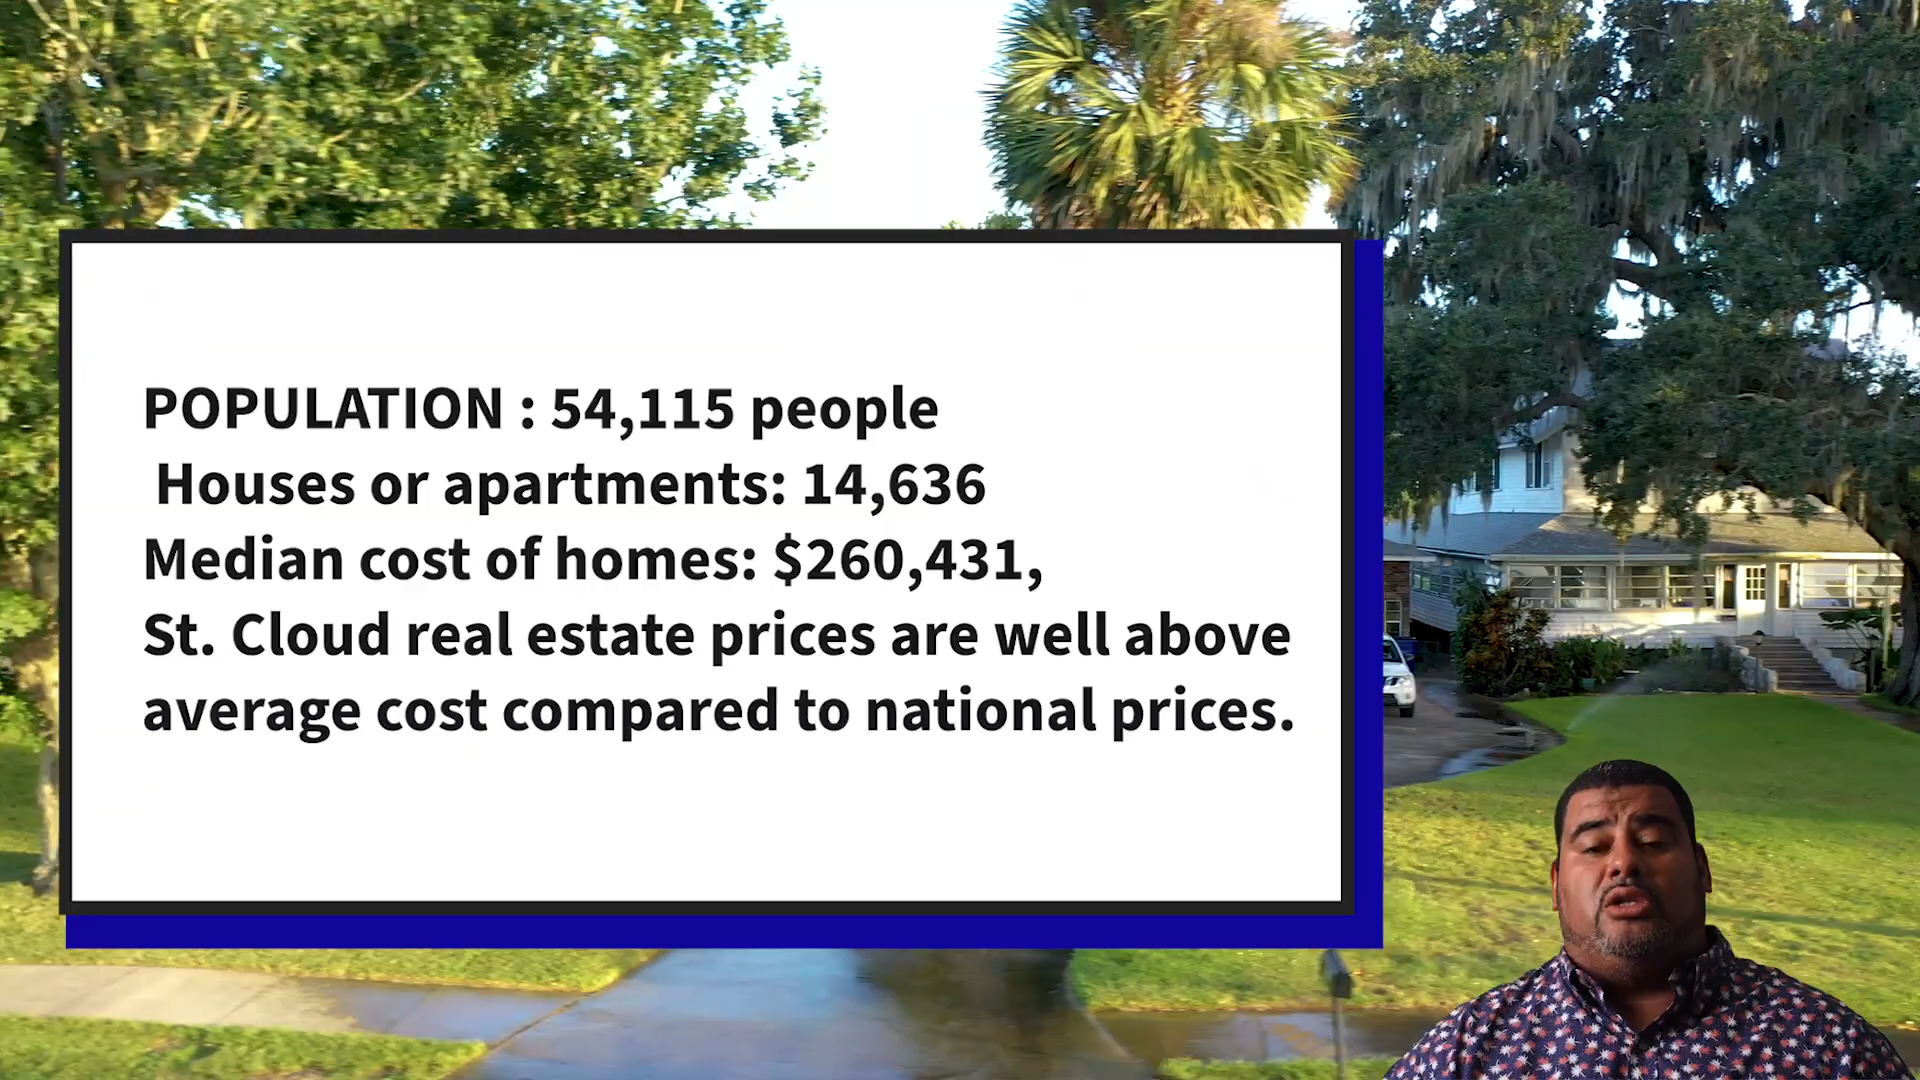 POPULATION : 54,115 people
Houses or apartments: 14,636
Median cost of homes: $260,431,
St. Cloud real estate prices are well above
average cost compared to national prices.